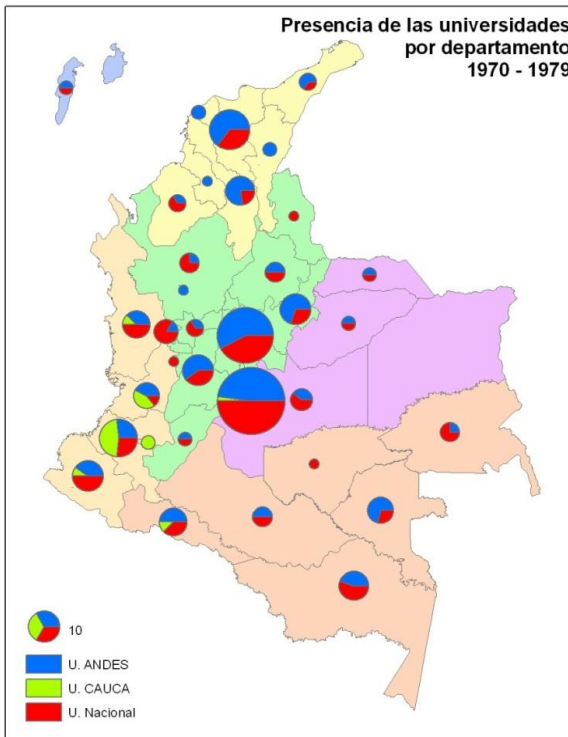 Presencia de las universidades
por departamento
1970 - 1979
10
U. ANDES
U. CAUCA
U. Nacional